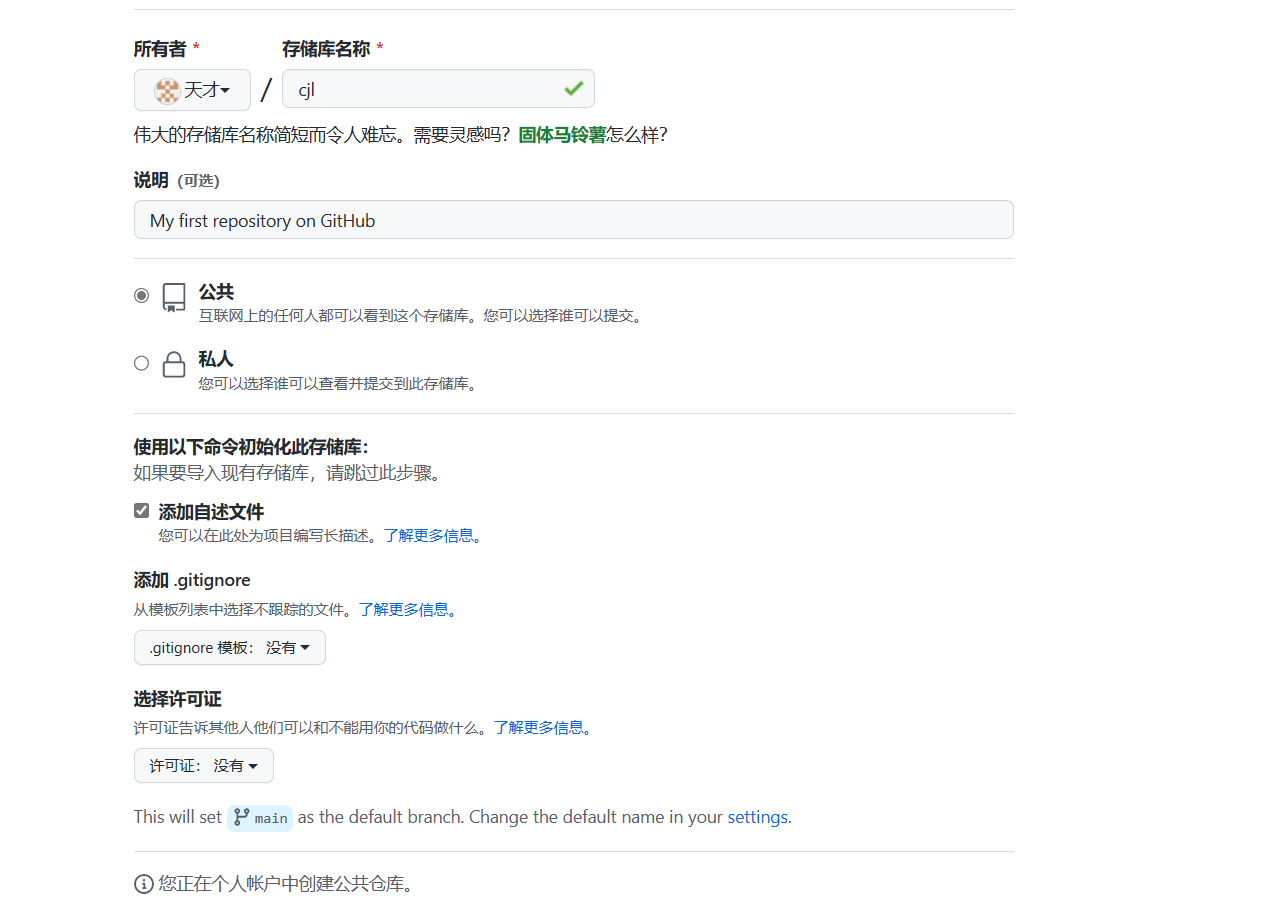 所有者 * 存储库名称 *
天才 / cjl
伟大的存储库名称简短而令人难忘。需要灵感吗？固体马铃薯怎么样？
说明 (可选)
My first repository on GitHub
公共
互联网上的任何人都可以看到这个存储库。您可以选择谁可以提交。
私人
您可以选择谁可以查看并提交到此存储库。
使用以下命令初始化此存储库：
如果要导入现有存储库，请跳过此步骤。
添加自述文件
您可以在此处为项目编写长描述。了解更多信息。
添加 .gitignore
从模板列表中选择不跟踪的文件。了解更多信息。
.gitignore 模板： 没有
选择许可证
许可证告诉其他人他们可以和不能用你的代码做什么。了解更多信息。
许可证： 没有
This will set main as the default branch. Change the default name in your settings.
您正在个人帐户中创建公共仓库。